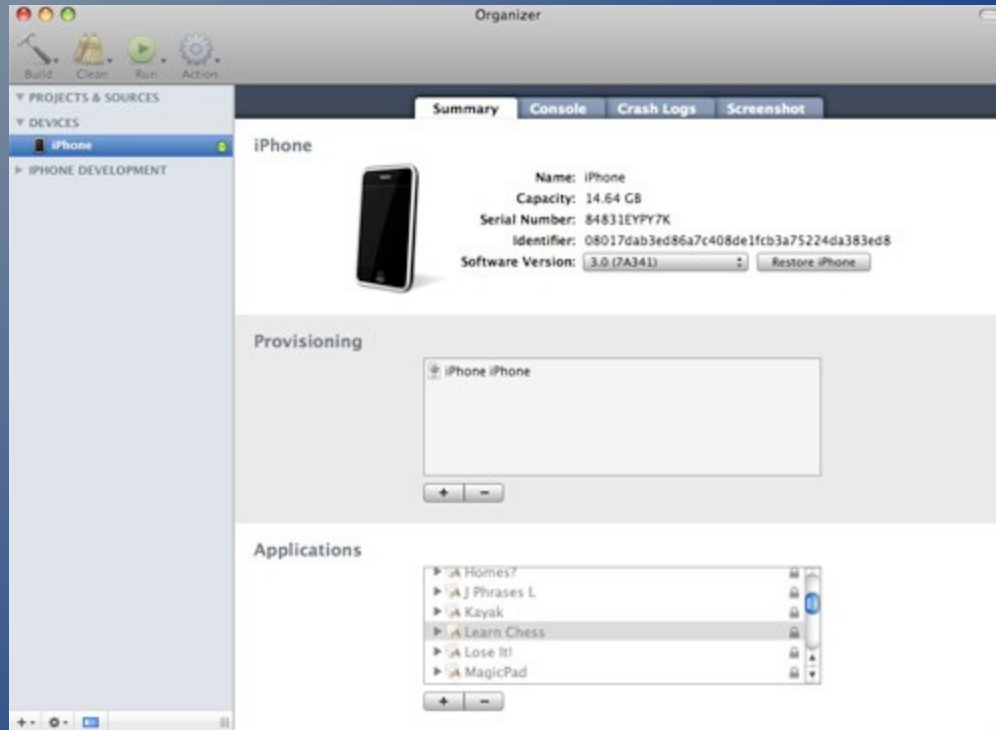 Organizer
Build Clean Run Action
PROJECTS & SOURCES
DEVICES
iPhone
IPHONE DEVELOPMENT
Summary Console Crash Logs Screenshot
iPhone
Name: iPhone
Capacity: 14.64 GB
Serial Number: 84831EYPY7K
Identifier: 08017dab3ed86a7c408de1fcb3a75224da383ed8
Software Version: 3.0 (7A341) Restore iPhone
Provisioning
iPhone iPhone
Applications
Homes?
J Phrases L
Kayak
Learn Chess
Lose It!
MagicPad